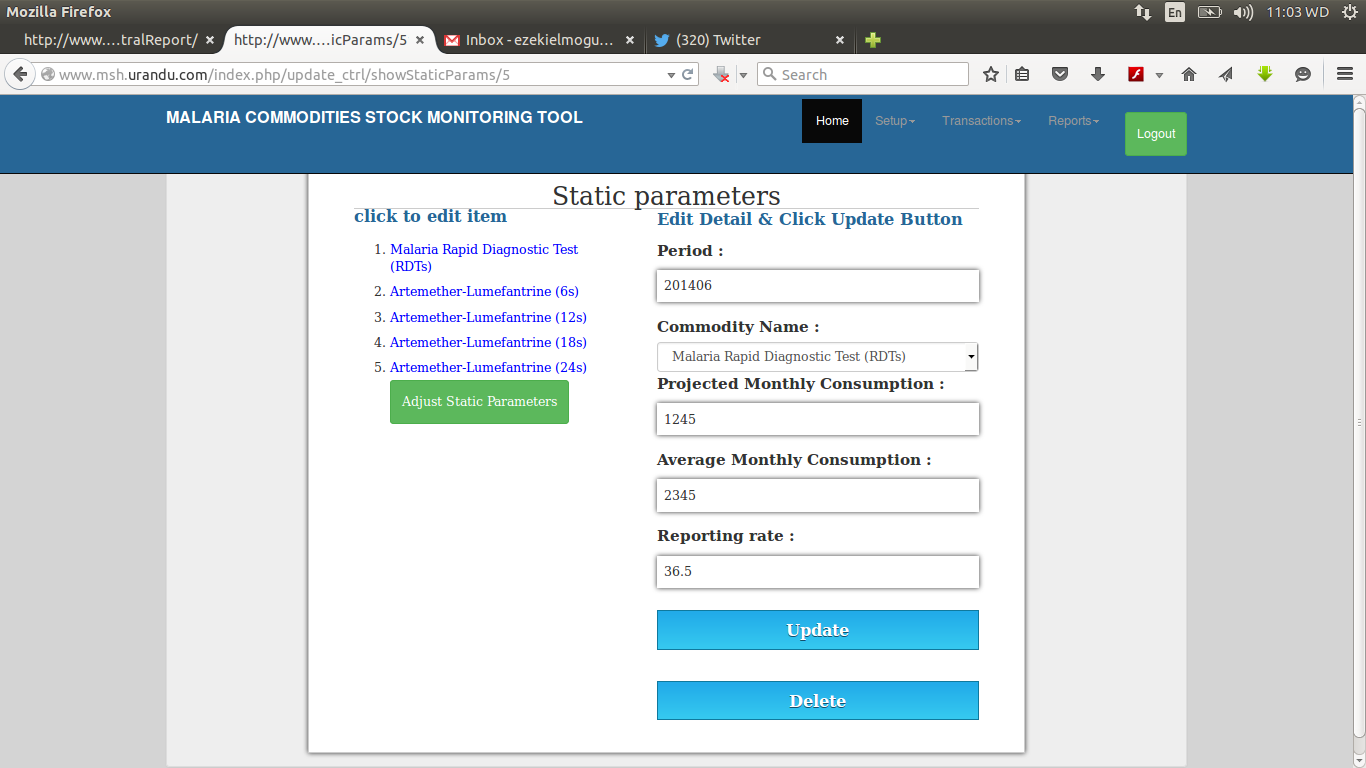 Mozilla Firefox
En
11:03 WD
http://www....tralReport/
http://www....icParams/5
Inbox - ezekielmogu...
(320) Twitter
www.msh.urandu.com/index.php/update_ctrl/showStaticParams/5
Search
MALARIA COMMODITIES STOCK MONITORING TOOL
Home
Setup
Transactions
Reports
Logout
Static parameters
click to edit item
1. Malaria Rapid Diagnostic Test
(RDTs)
2. Artemether-Lumefantrine (6s)
3. Artemether-Lumefantrine (12s)
4. Artemether-Lumefantrine (18s)
5. Artemether-Lumefantrine (24s)
Adjust Static Parameters
Edit Detail & Click Update Button
Period :
201406
Commodity Name :
Malaria Rapid Diagnostic Test (RDTs)
Projected Monthly Consumption :
1245
Average Monthly Consumption :
2345
Reporting rate :
36.5
Update
Delete